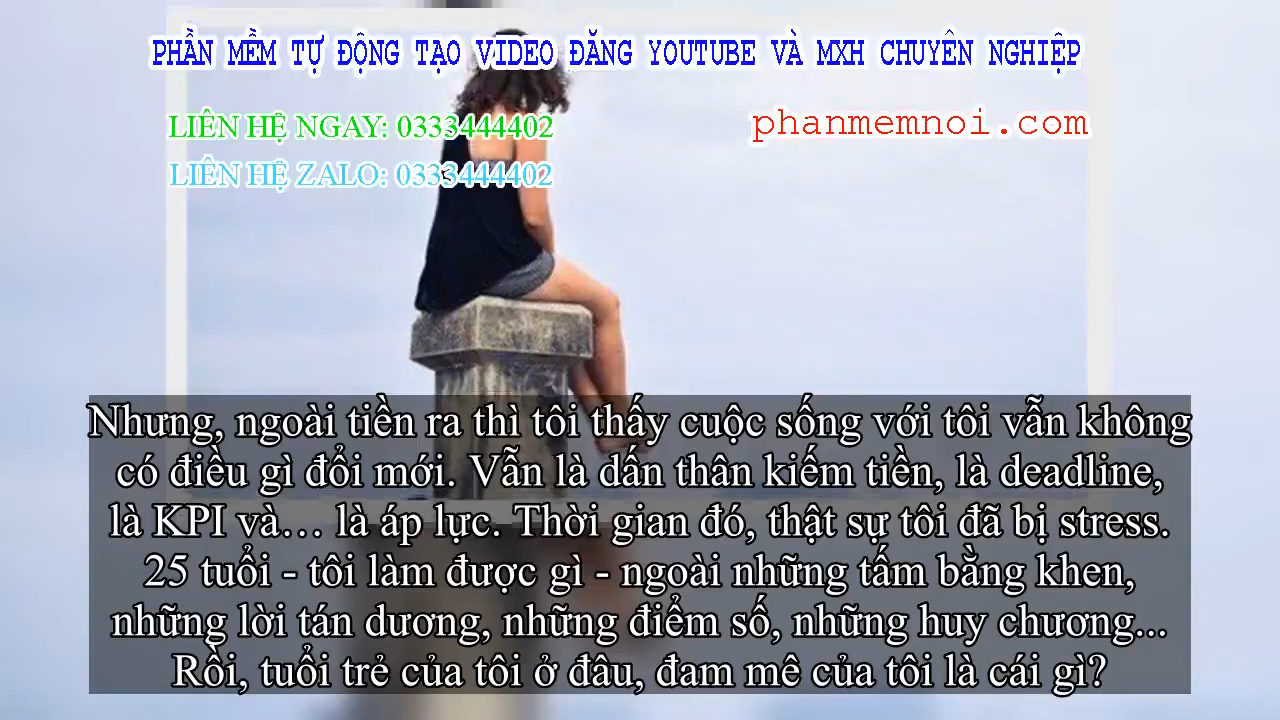 PHẦN MỀM TỰ ĐỘNG TẠO VIDEO ĐĂNG YOUTUBE VÀ MXH CHUYÊN NGHIỆP
LIÊN HỆ NGAY: 0333444402
phanmemnoi.com
LIÊN HỆ ZALO: 0333444402
Nhưng, ngoài tiền ra thì tôi thấy cuộc sống với tôi vẫn không
có điều gì đổi mới. Vẫn là dấn thân kiếm tiền, là deadline,
là KPI và… là áp lực. Thời gian đó, thật sự tôi đã bị stress.
25 tuổi - tôi làm được gì - ngoài những tấm bằng khen,
những lời tán dương, những điểm số, những huy chương...
Rồi, tuổi trẻ của tôi ở đâu, đam mê của tôi là cái gì?